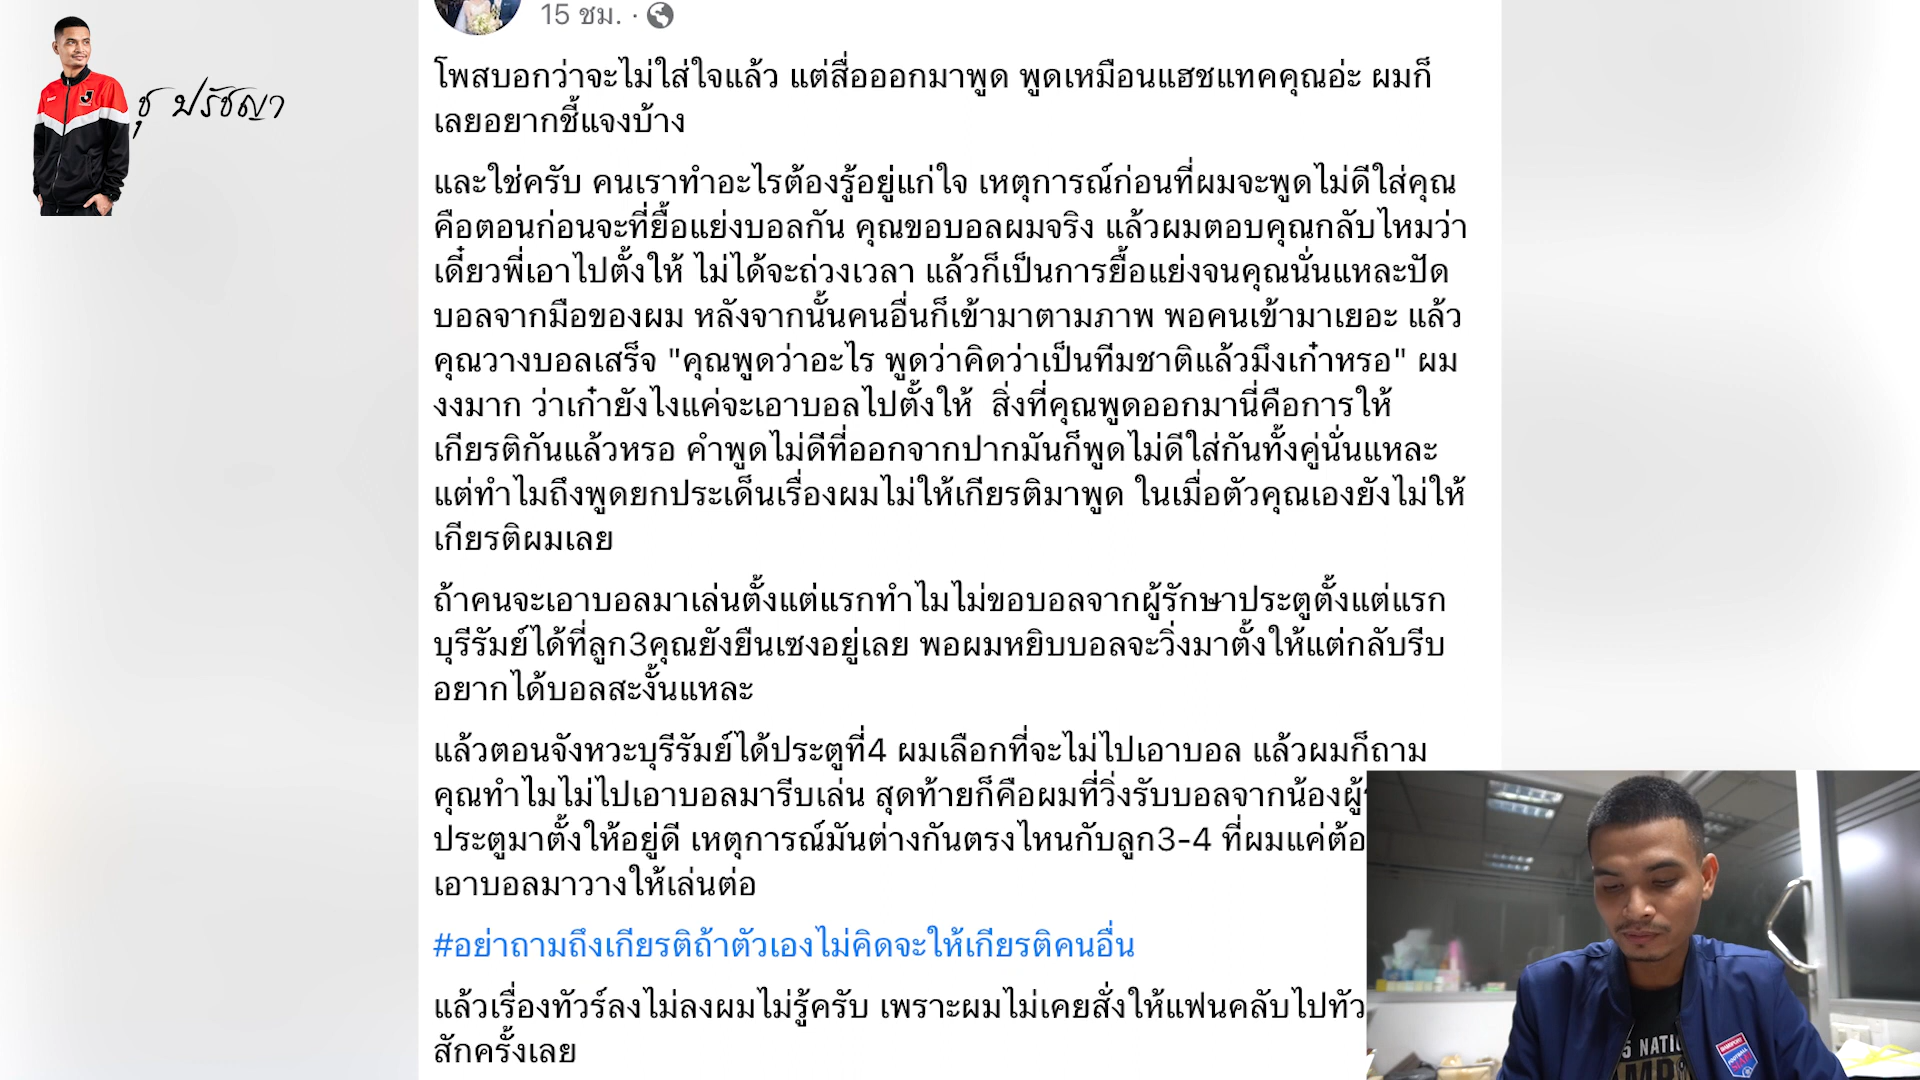 15 ชม.
ชุ ปรัชญา
โพสบอกว่าจะไม่ใส่ใจแล้ว แต่สื่อออกมาพูด พูดเหมือนแฮชแทคคุณอ่ะ ผมก็
เลยอยากชี้แจงบ้าง
และใช่ครับ คนเราทำอะไรต้องรู้อยู่แก่ใจ เหตุการณ์ก่อนที่ผมจะพูดไม่ดีใส่คุณ
คือตอนก่อนจะที่ยื้อแย่งบอลกัน คุณขอบอลผมจริง แล้วผมตอบคุณกลับไหมว่า
เดี๋ยวพี่เอาไปตั้งให้ ไม่ได้จะถ่วงเวลา แล้วก็เป็นการยื้อแย่งจนคุณนั่นแหละปัด
บอลจากมือของผม หลังจากนั้นคนอื่นก็เข้ามาตามภาพ พอคนเข้ามาเยอะ แล้ว
คุณวางบอลเสร็จ "คุณพูดว่าอะไร พูดว่าคิดว่าเป็นทีมชาติแล้วมึงเก๋าหรอ" ผม
งงมาก ว่าเก๋ายังไงแค่จะเอาบอลไปตั้งให้ สิ่งที่คุณพูดออกมานี่คือการให้
เกียรติกันแล้วหรอ คำพูดไม่ดีที่ออกจากปากมันก็พูดไม่ดีใส่กันทั้งคู่นั่นแหละ
แต่ทำไมถึงพูดยกประเด็นเรื่องผมไม่ให้เกียรติมาพูด ในเมื่อตัวคุณเองยังไม่ให้
เกียรติผมเลย
ถ้าคนจะเอาบอลมาเล่นตั้งแต่แรกทำไมไม่ขอบอลจากผู้รักษาประตูตั้งแต่แรก
บุรีรัมย์ได้ที่ลูก3คุณยังยืนเซงอยู่เลย พอผมหยิบบอลจะวิ่งมาตั้งให้แต่กลับรีบ
อยากได้บอลสะงั้นแหละ
แล้วตอนจังหวะบุรีรัมย์ได้ประตูที่4 ผมเลือกที่จะไม่ไปเอาบอล แล้วผมก็ถาม
คุณทำไมไม่ไปเอาบอลมารีบเล่น สุดท้ายก็คือผมที่วิ่งรับบอลจากน้องผู้
ประตูมาตั้งให้อยู่ดี เหตุการณ์มันต่างกันตรงไหนกับลูก3-4 ที่ผมแค่ต้อ
เอาบอลมาวางให้เล่นต่อ
#อย่าถามถึงเกียรติถ้าตัวเองไม่คิดจะให้เกียรติคนอื่น
แล้วเรื่องทัวร์ลงไม่ลงผมไม่รู้ครับ เพราะผมไม่เคยสั่งให้แฟนคลับไปทัว
สักครั้งเลย
5 NATI